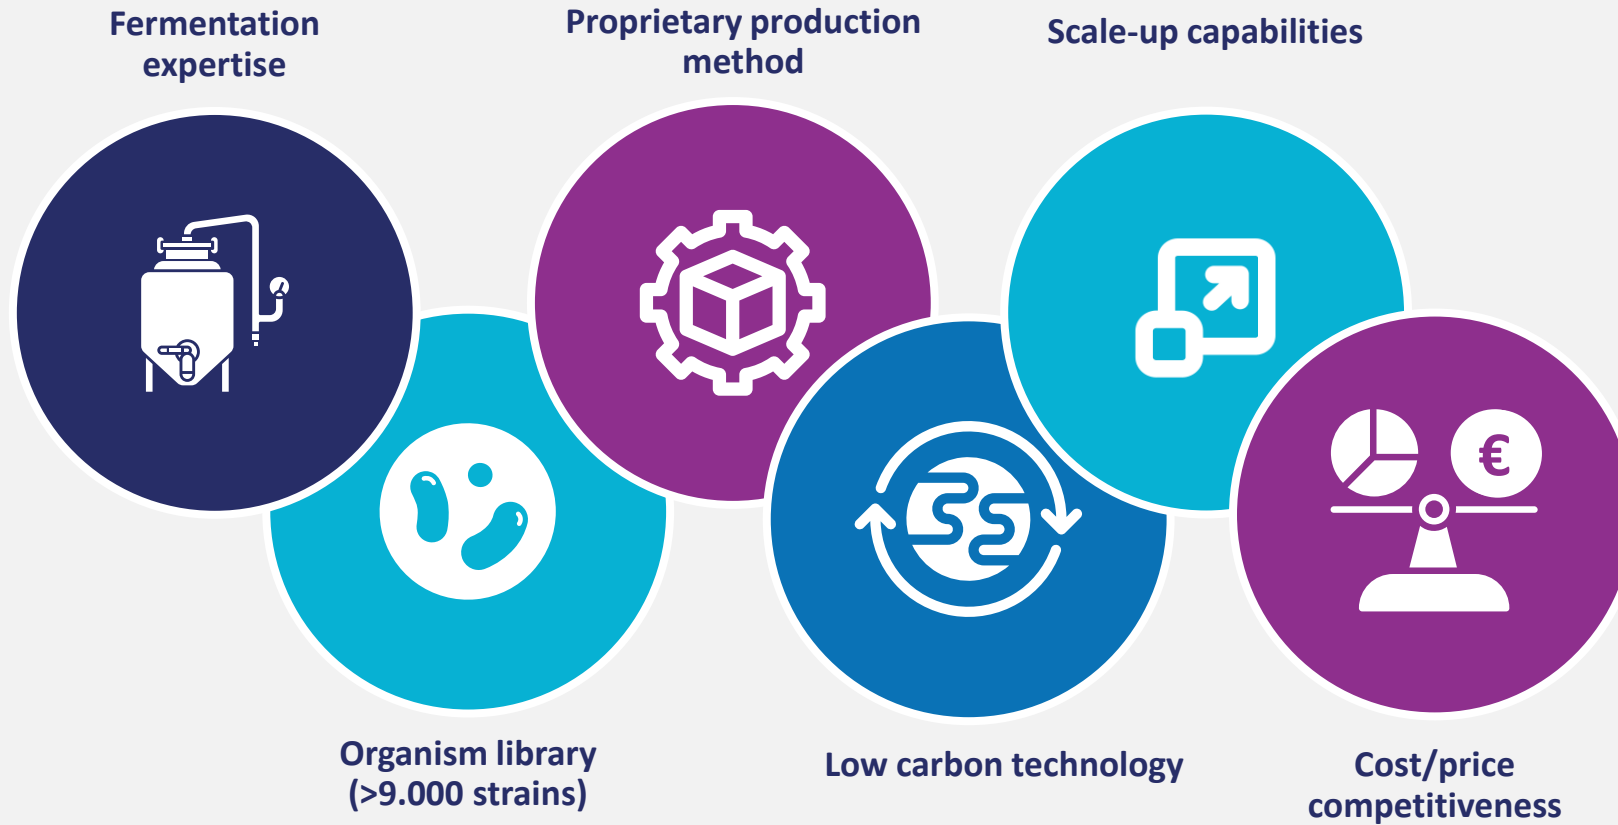 Fermentation
expertise
Proprietary production
method
Scale-up capabilities
€
Organism library
(>9.000 strains)
Low carbon technology
Cost/price
competitiveness